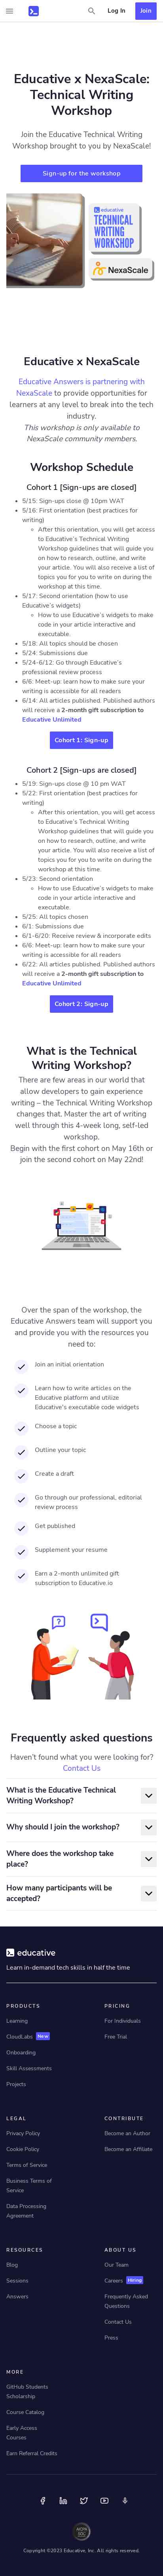 Log In
Join
Educative x NexaScale:
Technical Writing
Workshop
Join the Educative Technical Writing
Workshop brought to you by NexaScale!
Sign-up for the workshop
educative
TECHNICAL
WRITING
WORKSHOP
NexaScale
Educative x NexaScale
Educative Answers is partnering with
NexaScale to provide opportunities for
learners at any level to break into the tech
industry.
This workshop is only available to
NexaScale community members.
Workshop Schedule
Cohort 1 [Sign-ups are closed]
5/15: Sign-ups close @ 10pm WAT
5/16: First orientation (best practices for
writing)
After this orientation, you will get access
to Educative's Technical Writing
Workshop guidelines that will guide you
on how to research, outline, and write
your article. You will also receive a list of
topics for you to focus on and during the
workshop at this time.
5/17: Second orientation (how to use
Educative's widgets)
How to use Educative's widgets to make
code in your article interactive and
executable.
5/18: All topics should be chosen
5/24: Submissions due
5/24-6/12: Go through Educative's
professional review process
6/6: Meet-up: learn how to make sure your
writing is accessible for all readers
6/14: All articles published. Published authors
will receive a 2-month gift subscription to
Educative Unlimited
Cohort 1: Sign-up
Cohort 2 [Sign-ups are closed]
5/19: Sign-ups close @ 10 pm WAT
5/22: First orientation (best practices for
writing)
After this orientation, you will get access
to Educative's Technical Writing
Workshop guidelines that will guide you
on how to research, outline, and write
your article. You will also receive a list of
topics for you to write on during the
workshop at this time.
5/23: Second orientation
How to use Educative's widgets to make
code in your article interactive and
executable.
5/25: All topics chosen
6/1: Submissions due
6/1-6/20: Receive review & incorporate edits
6/6: Meet-up: learn how to make sure your
writing is accessible for all readers
6/22: All articles published. Published authors
will receive a 2-month gift subscription to
Educative Unlimited
Cohort 2: Sign-up
What is the Technical
Writing Workshop?
There are new areas in our world that
allow developers to gain experience
writing – the Technical Writing Workshop
changes that. Master the art of writing
well through this 4-week long, self-led
workshop.
Begin with the first cohort on May 16th or
join the second cohort on May 22nd!
Over the span of the workshop, the
Educative Answers team will support you
and provide you with the resources you
need to:
Join an initial orientation
Learn how to write articles on the
Educative platform and utilize
Educative's executable code widgets
Choose a topic
Outline your topic
Create a draft
Go through our professional, editorial
review process
Get published
Supplement your resume
Earn a 2-month unlimited gift
subscription to Educative.io
Frequently asked questions
Haven't found what you were looking for?
Contact Us
What is the Educative Technical
Writing Workshop?
Why should I join the workshop?
Where does the workshop take
place?
How many participants will be
accepted?
educative
Learn in-demand tech skills in half the time
PRODUCTS
Learning
CloudLabs New
Onboarding
Skill Assessments
Projects
PRICING
For Individuals
Free Trial
LEGAL
Privacy Policy
Cookie Policy
Terms of Service
Business Terms of
Service
Data Processing
Agreement
CONTRIBUTE
Become an Author
Become an Affiliate
RESOURCES
Blog
Sessions
Answers
ABOUT US
Our Team
Careers Hiring
Frequently Asked
Questions
Contact Us
Press
MORE
GitHub Students
Scholarship
Course Catalog
Early Access
Courses
Earn Referral Credits
Copyright ©2023 Educative, Inc. All rights reserved